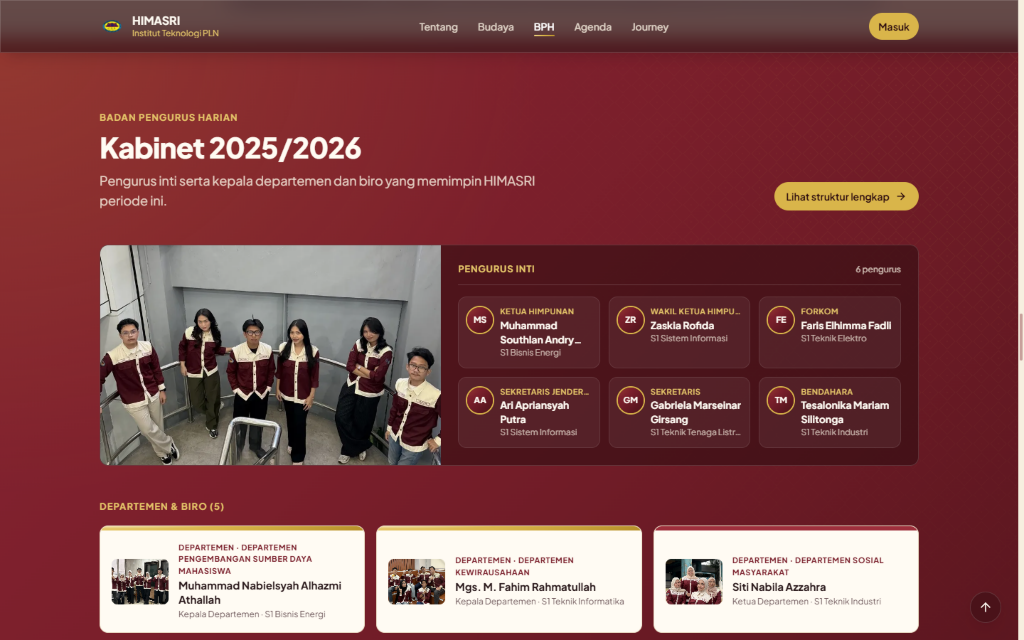 HIMASRI
Institut Teknologi PLN
Tentang
Budaya
BPH
Agenda
Journey
Masuk
BADAN PENGURUS HARIAN
Kabinet 2025/2026
Pengurus inti serta kepala departemen dan biro yang memimpin HIMASRI
periode ini.
Lihat struktur lengkap →
PENGURUS INTI
6 pengurus
MS
KETUA HIMPUNAN
Muhammad
Southlan Andry…
S1 Bisnis Energi
ZR
WAKIL KETUA HIMPU…
Zaskia Rofida
S1 Sistem Informasi
FE
FORKOM
Faris Elhimma Fadli
S1 Teknik Elektro
AA
SEKRETARIS JENDER…
Ari Apriansyah
Putra
S1 Sistem Informasi
GM
SEKRETARIS
Gabriela Marselnar
Girsang
S1 Teknik Tenaga Listr…
TM
BENDAHARA
Tesalonika Mariam
Silitonga
S1 Teknik Industri
DEPARTEMEN & BIRO (5)
DEPARTEMEN · DEPARTEMEN
PENGEMBANGAN SUMBER DAYA
MAHASISWA
Muhammad Nabielsyah Alhazmi
Athallah
Kepala Departemen · S1 Bisnis Energi
DEPARTEMEN · DEPARTEMEN
KEWIRAUSAHAAN
Mgs. M. Fahim Rahmatullah
Kepala Departemen · S1 Teknik Informatika
DEPARTEMEN · DEPARTEMEN SOSIAL
MASYARAKAT
Siti Nabila Azzahra
Ketua Departemen · S1 Teknik Industri